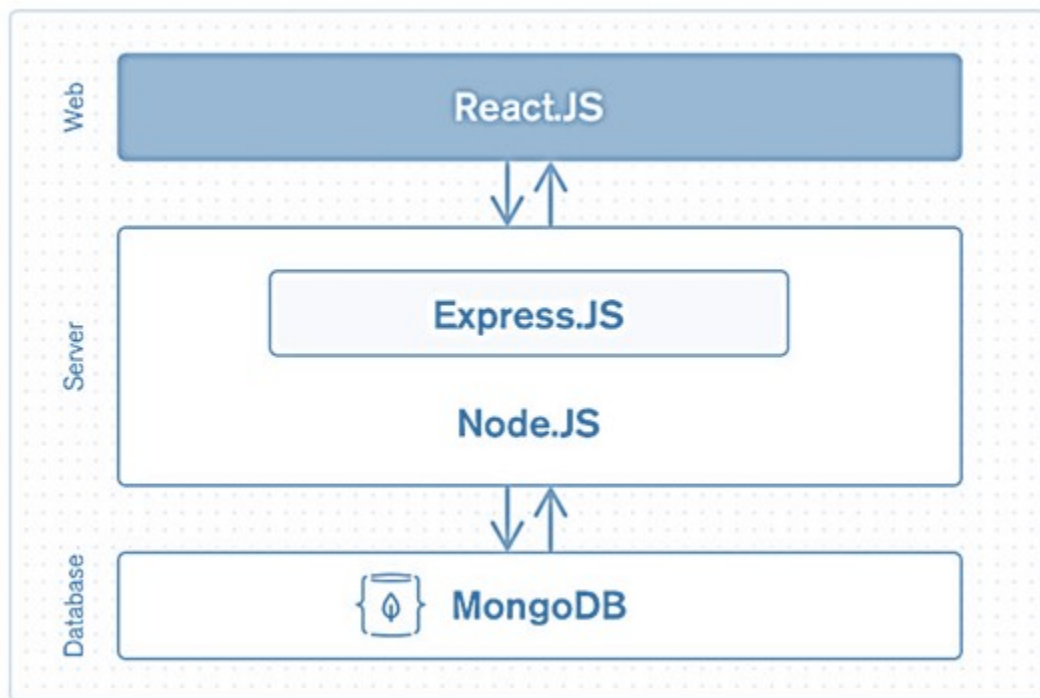 Web
React.JS
Server
Express.JS
Node.JS
Database
MongoDB